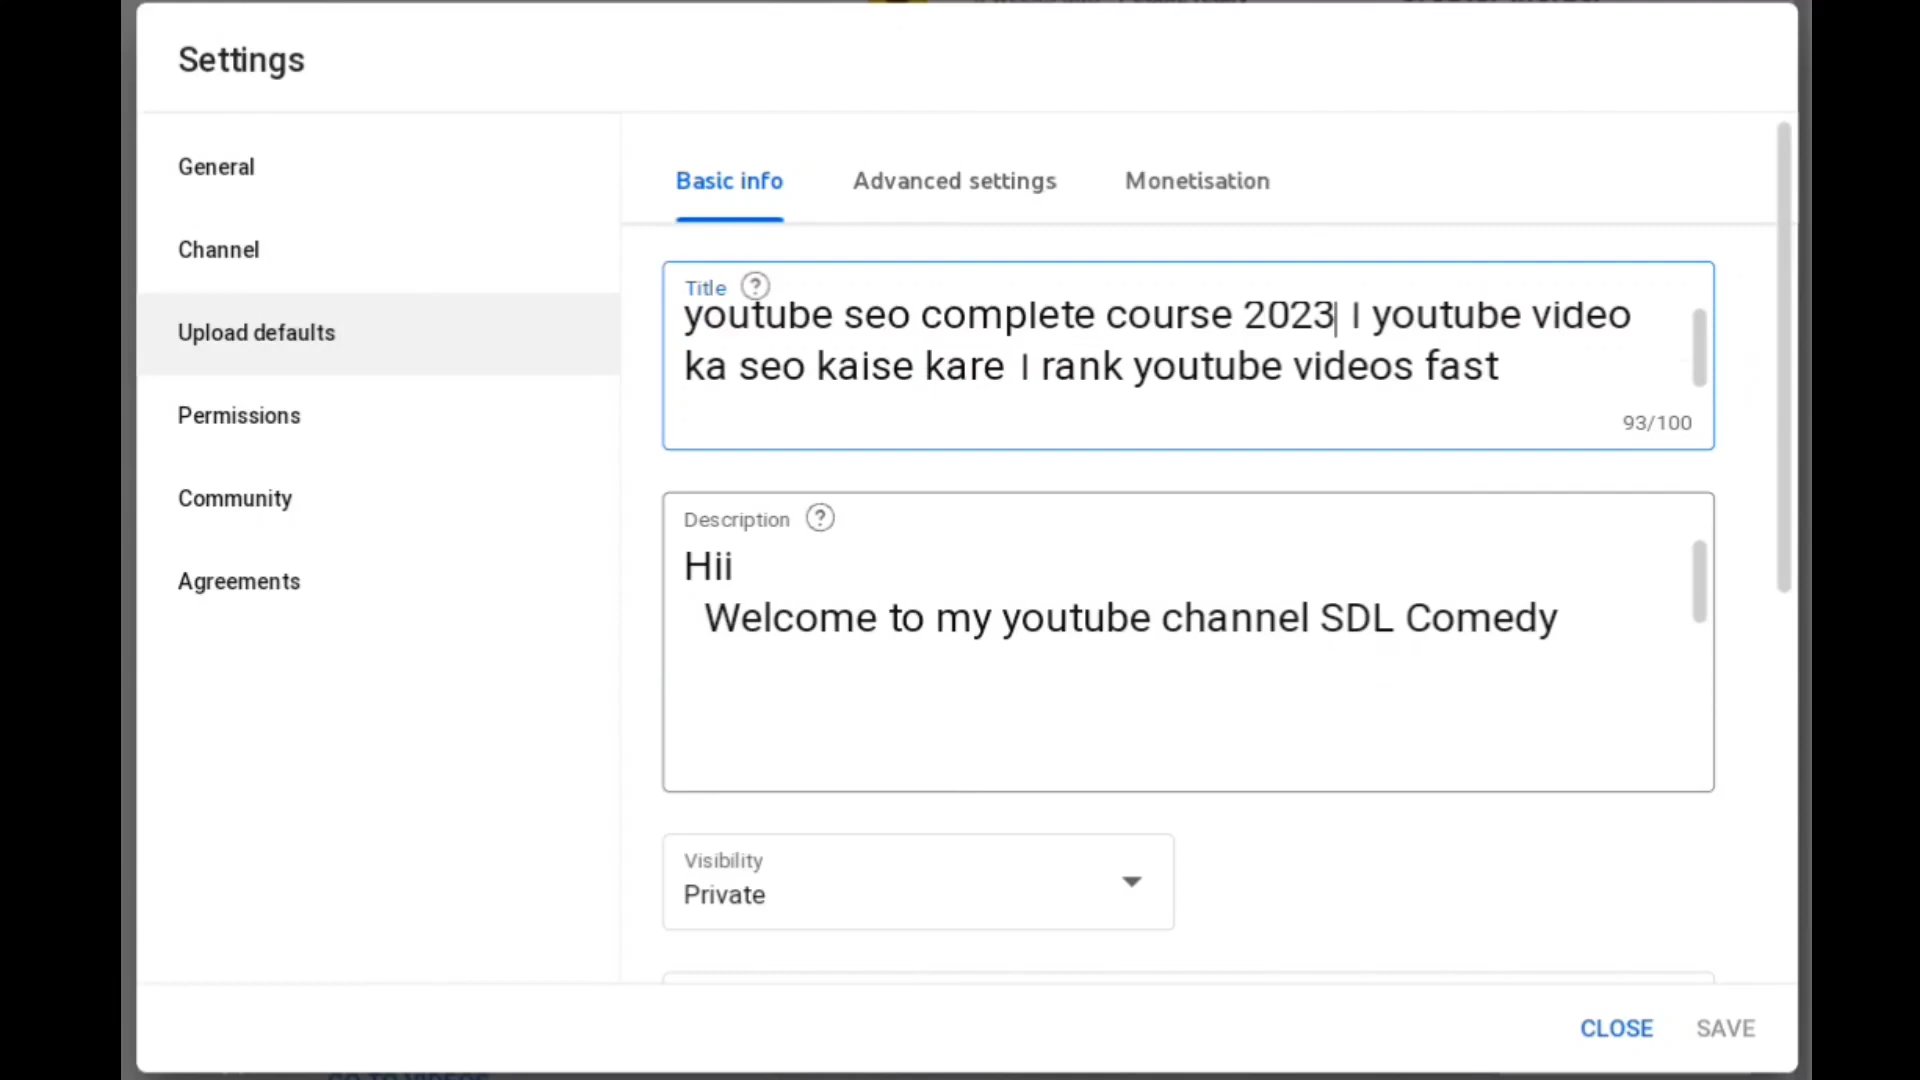 Settings
General
Channel
Upload defaults
Permissions
Community
Agreements
Basic info Advanced settings Monetisation
Title ?
youtube seo complete course 2023 I youtube video
ka seo kaise kare I rank youtube videos fast
93/100
Description ?
Hii
Welcome to my youtube channel SDL Comedy
Visibility
Private
CLOSE SAVE